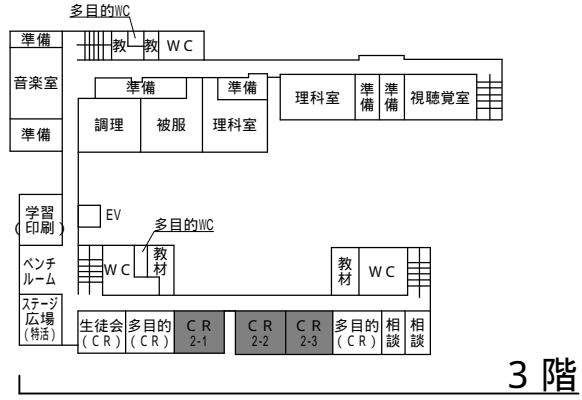 多目的WC
準備
教
教
ＷＣ
音楽室
準備
準備
準備
調理
被服
理科室
理科室
準備
準備
視聴覚室
学習
(印刷)
EV
多目的WC
ベンチ
ルーム
ＷＣ
教材
教材
ＷＣ
ステージ
広場
(特活)
生徒会
(ＣＲ)
多目的
(ＣＲ)
ＣＲ
2-1
ＣＲ
2-2
ＣＲ
2-3
多目的
(ＣＲ)
相談
相談
３階